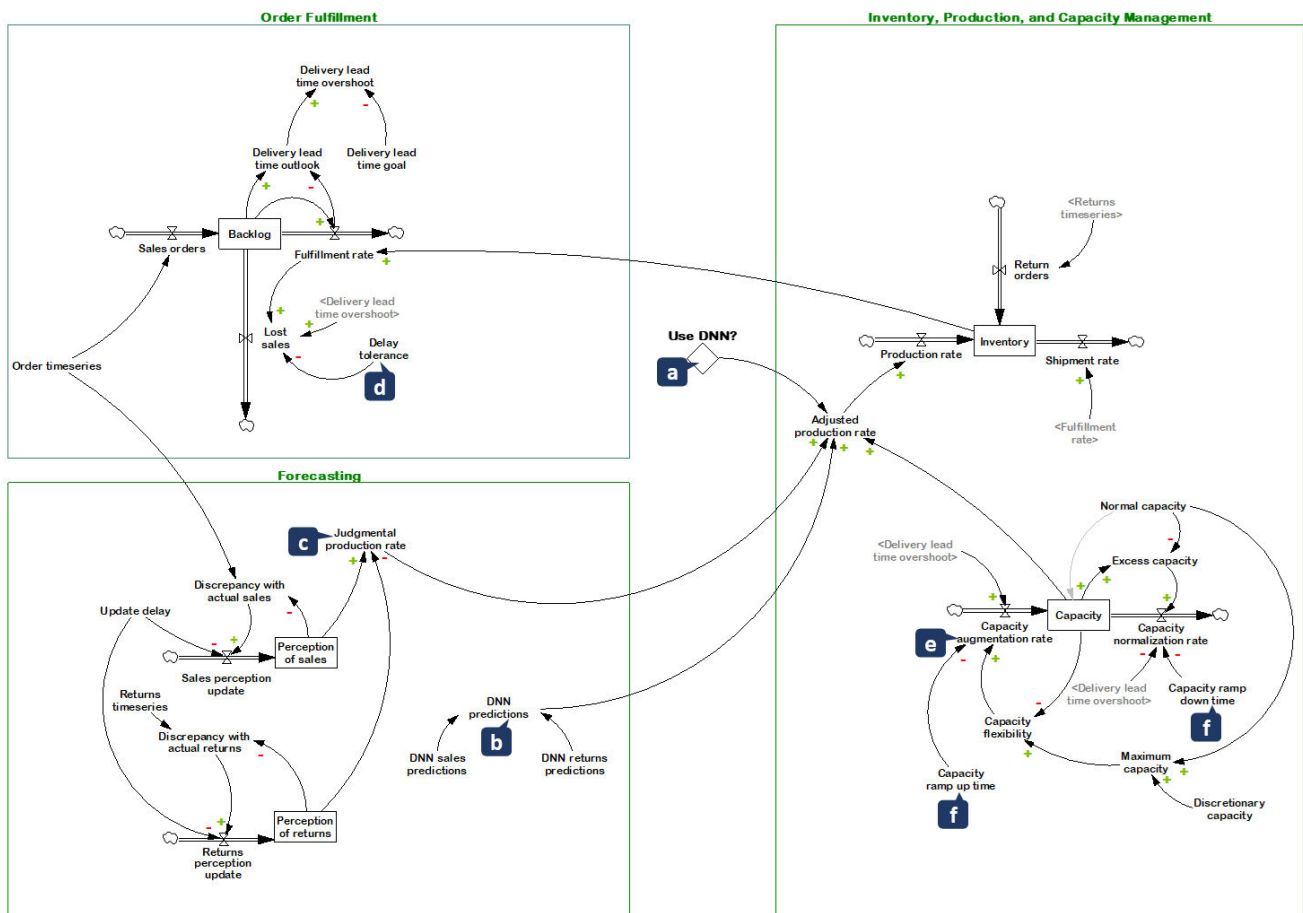 Order Fulfillment
Delivery lead
time overshoot
+
-
Delivery lead
time outlook
Delivery lead
time goal
+
-
+
Backlog
Sales orders
Fulfillment rate
+
+
<Delivery lead
time overshoot>
+
Lost
sales
-
Delay
tolerance
d
Order timeseries
Forecasting
c
Judgmental
production rate
+
-
Discrepancy with
actual sales
-
Update delay
-
+
Perception
of sales
Sales perception
update
Returns
timeseries
Discrepancy with
actual returns
-
-
+
Perception
of returns
Returns
perception
update
DNN
predictions
b
DNN sales
predictions
DNN returns
predictions
Use DNN?
a
Inventory, Production, and Capacity Management
<Returns
timeseries>
Return
orders
Inventory
Production rate
+
Shipment rate
+
<Fulfillment
rate>
Adjusted
production rate
+
+
+
Normal capacity
-
<Delivery lead
time overshoot>
Excess capacity
+
+
+
+
Capacity
Capacity
augmentation rate
e
-
+
Capacity
normalization rate
-
-
<Delivery lead
time overshoot>
Capacity ramp
down time
f
-
Capacity
flexibility
+
Maximum
capacity
+
+
Capacity
ramp up time
f
Discretionary
capacity